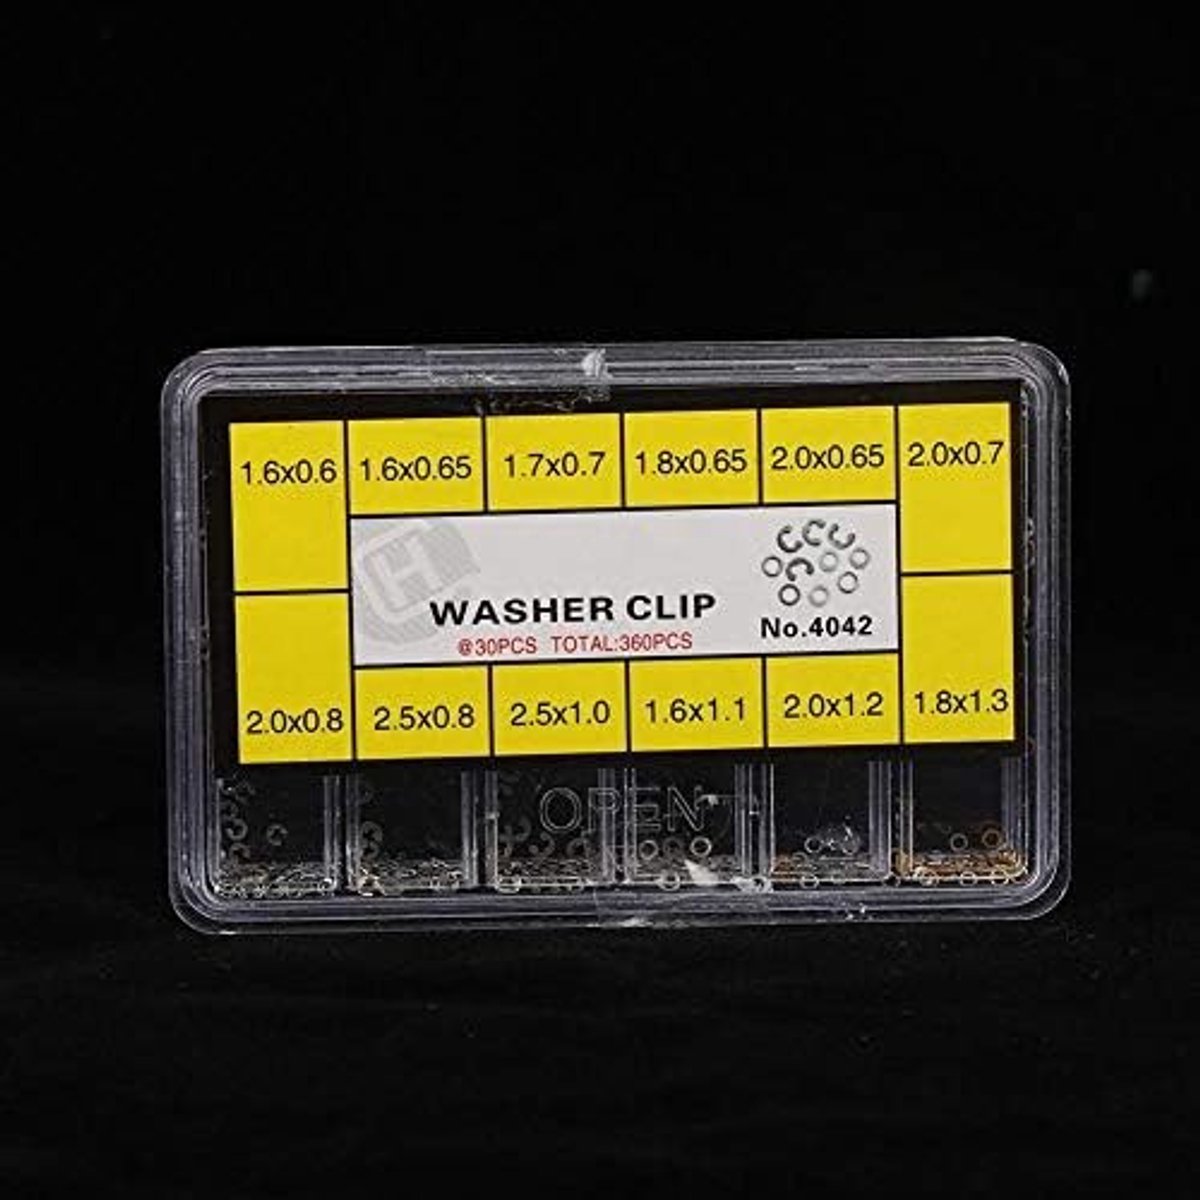 1.6x0.6 1.6x0.65 1.7x0.7 1.8x0.65 2.0x0.65 2.0x0.7
H
WASHER CLIP
@30PCS TOTAL:360PCS
No.4042
2.0x0.8 2.5x0.8 2.5x1.0 1.6x1.1 2.0x1.2 1.8x1.3
OPEN